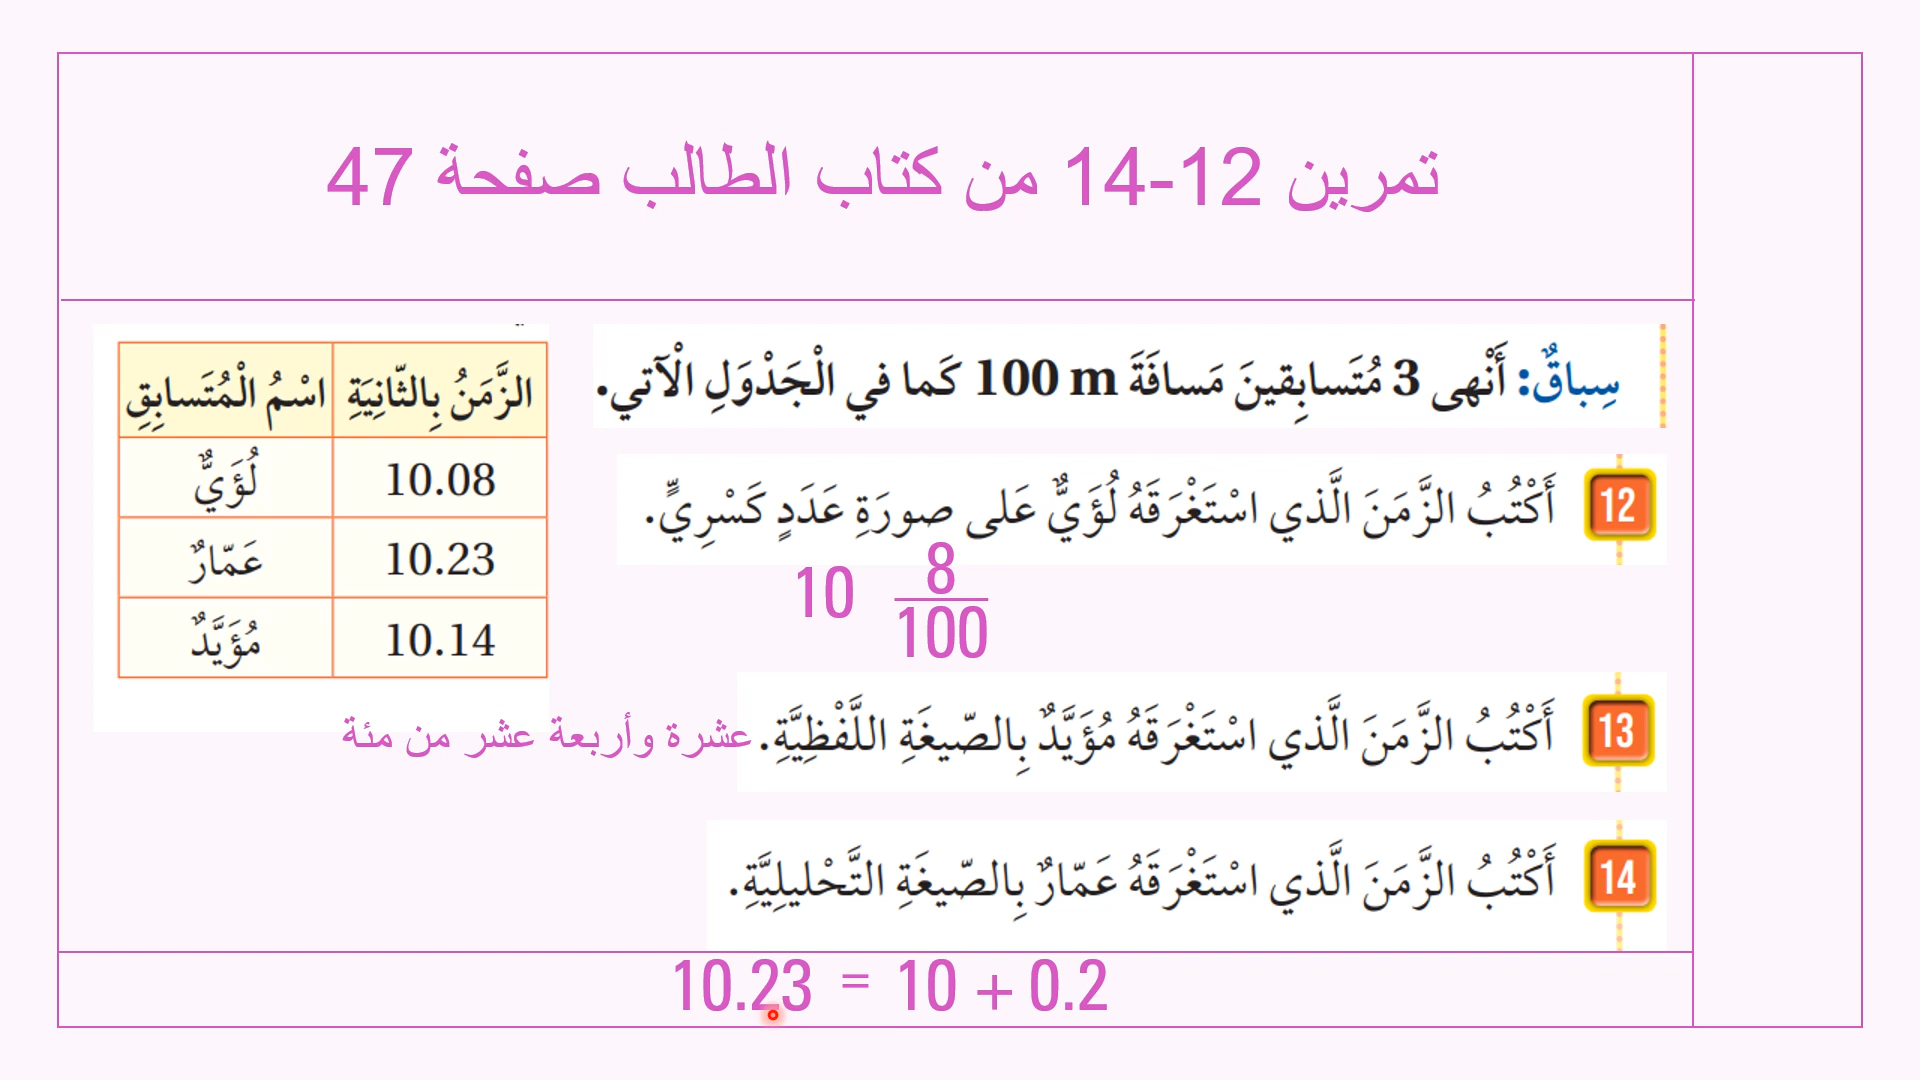 تمرين 12-14 من كتاب الطالب صفحة 47
سِباقٌ: أَنْهى 3 مُتَسابِقينَ مَسافَةَ 100 m كَما في الْجَدْوَلِ الْآتي.
الزَّمَنُ بِالثّانِيَةِ اسْمُ الْمُتَسابِقِ
10.08 لُؤَيٌّ
10.23 عَمّارٌ
10.14 مُؤَيَّدٌ
12 أَكْتُبُ الزَّمَنَ الَّذي اسْتَغْرَقَهُ لُؤَيٌّ عَلى صورَةِ عَدَدٍ كَسْرِيٍّ.
10 8/100
13 أَكْتُبُ الزَّمَنَ الَّذي اسْتَغْرَقَهُ مُؤَيَّدٌ بِالصّيغَةِ اللَّفْظِيَّةِ. عشرة وأربعة عشر من مئة
14 أَكْتُبُ الزَّمَنَ الَّذي اسْتَغْرَقَهُ عَمّارٌ بِالصّيغَةِ التَّحْليلِيَّةِ.
10.23 = 10 + 0.2